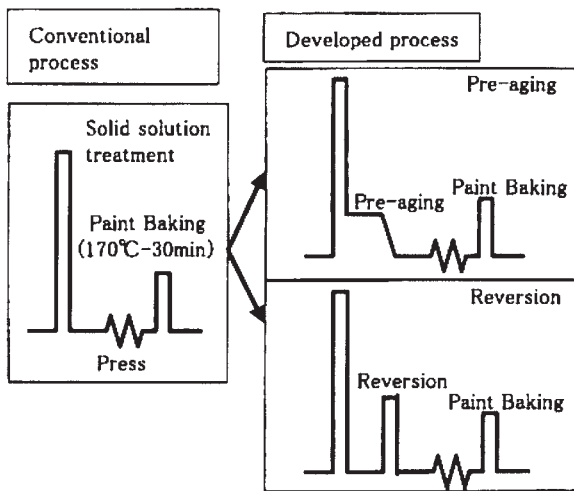 Conventional
process
Developed process
Solid solution
treatment
Paint Baking
(170℃-30min)
Press
Pre-aging
Pre-aging
Paint Baking
Reversion
Reversion
Paint Baking